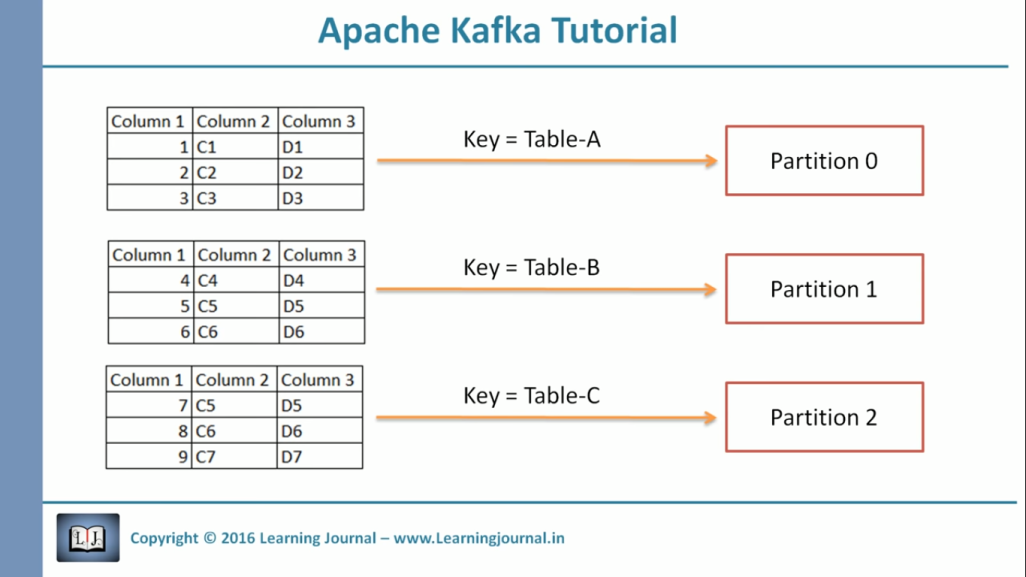 Apache Kafka Tutorial
Column 1 Column 2 Column 3
1 C1 D1
2 C2 D2
3 C3 D3
Key = Table-A
Partition 0
Column 1 Column 2 Column 3
4 C4 D4
5 C5 D5
6 C6 D6
Key = Table-B
Partition 1
Column 1 Column 2 Column 3
7 C5 D5
8 C6 D6
9 C7 D7
Key = Table-C
Partition 2
L J
Copyright © 2016 Learning Journal – www.Learningjournal.in